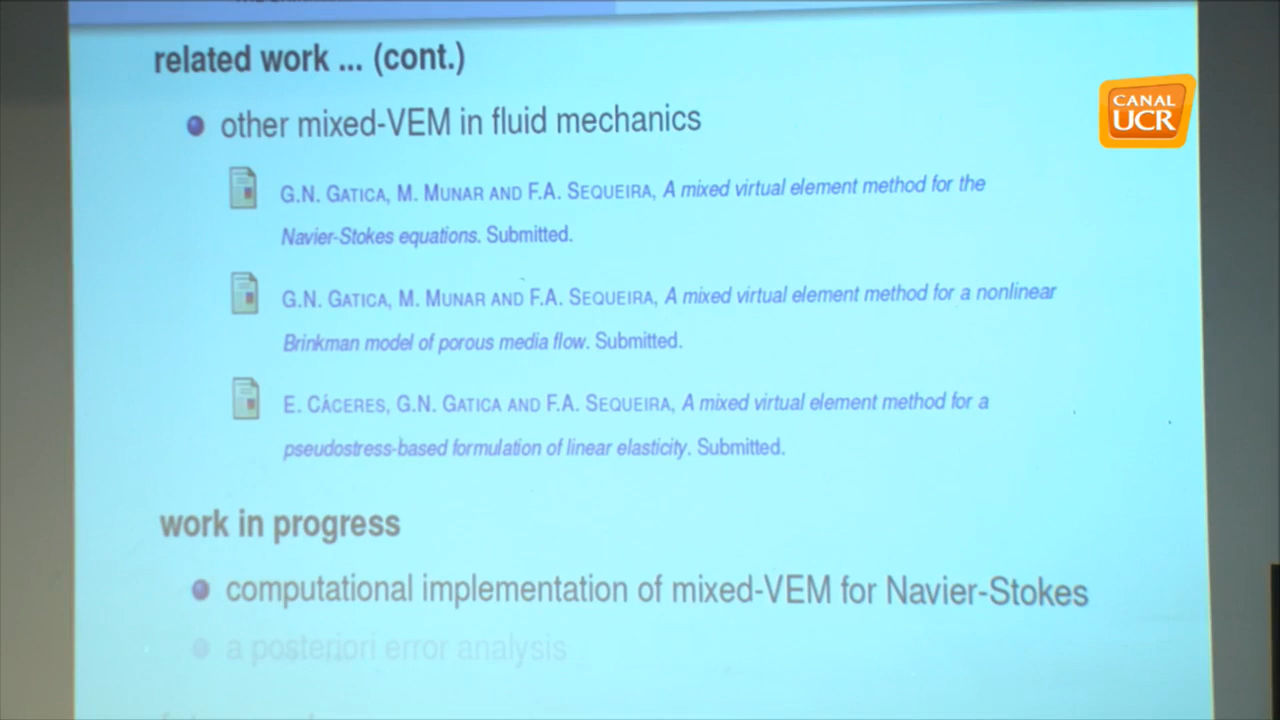 related work ... (cont.)
other mixed-VEM in fluid mechanics
CANAL
UCR
G.N. GATICA, M. MUNAR AND F.A. SEQUEIRA, A mixed virtual element method for the
Navier-Stokes equations. Submitted.
G.N. GATICA, M. MUNAR AND F.A. SEQUEIRA, A mixed virtual element method for a nonlinear
Brinkman model of porous media flow. Submitted.
E. CÁCERES, G.N. GATICA AND F.A. SEQUEIRA, A mixed virtual element method for a
pseudostress-based formulation of linear elasticity. Submitted.
work in progress
computational implementation of mixed-VEM for Navier-Stokes
a posteriori error analysis